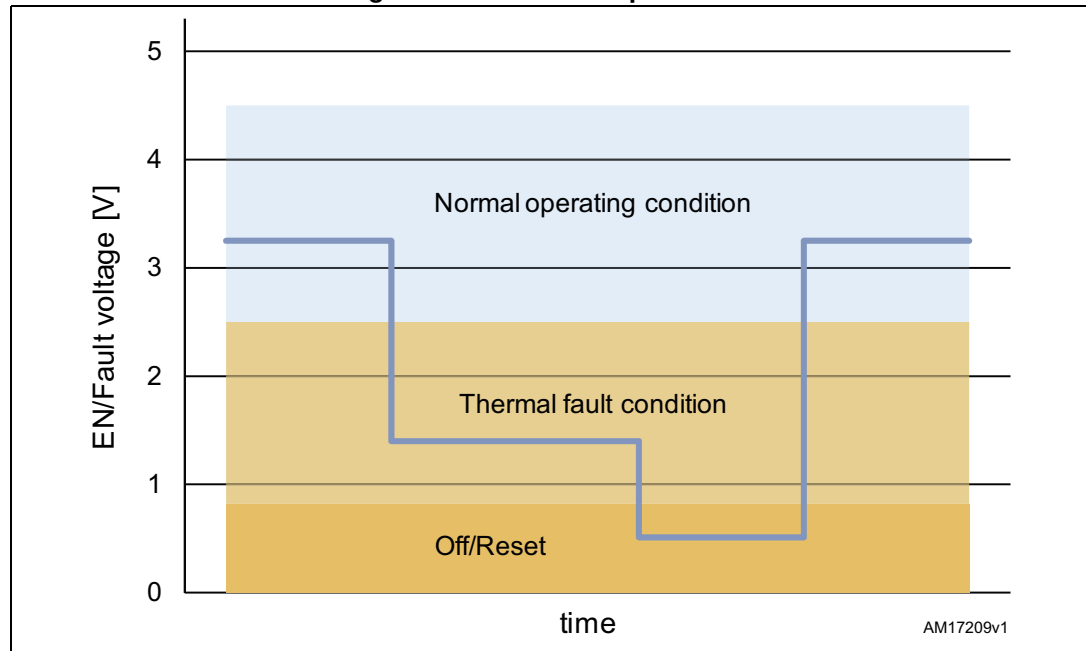 5
4
Normal operating condition
EN/Fault voltage [V]
3
2
Thermal fault condition
1
Off/Reset
0
time
AM17209v1